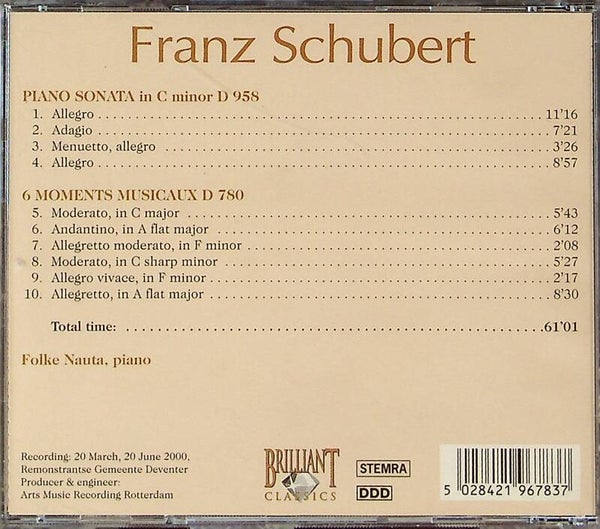 Franz Schubert
PIANO SONATA in C minor D 958
1. Allegro 11'16
2. Adagio 7'21
3. Menuetto, allegro 3'26
4. Allegro 8'57
6 MOMENTS MUSICAUX D 780
5. Moderato, in C major 5'43
6. Andantino, in A flat major 6'12
7. Allegretto moderato, in F minor 2'08
8. Moderato, in C sharp minor 5'27
9. Allegro vivace, in F minor 2'17
10. Allegretto, in A flat major 8'30
Total time: 61'01
Folke Nauta, piano
Recording: 20 March, 20 June 2000,
Remonstrantse Gemeente Deventer
Producer & engineer:
Arts Music Recording Rotterdam
BRILLIANT
CLASSICS
STEMRA
DDD
5 028421 967837